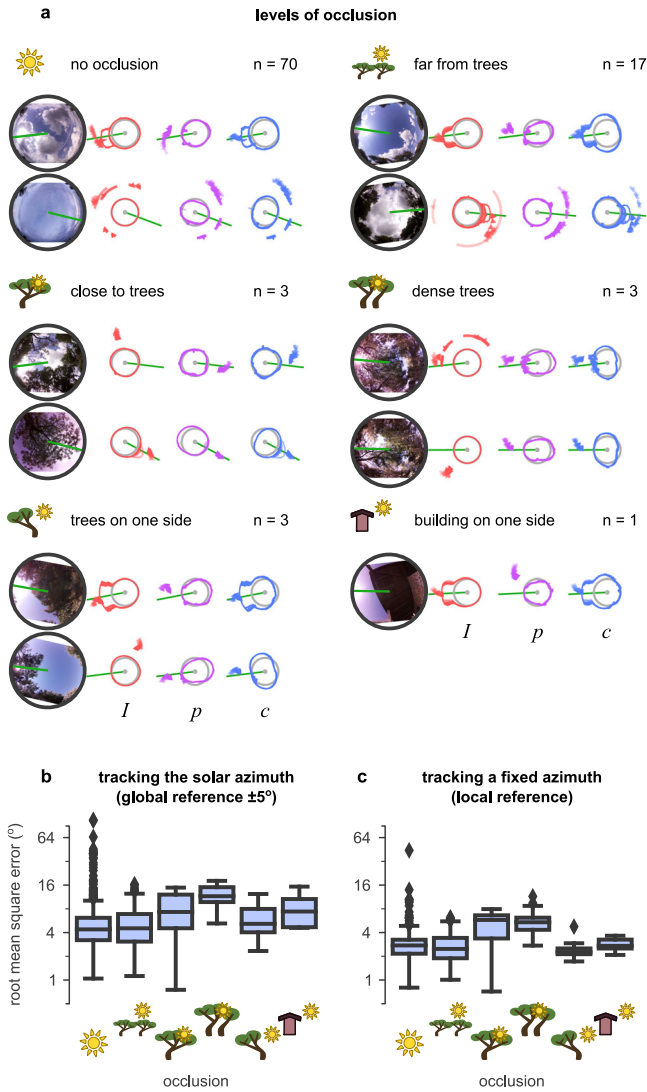 a
levels of occlusion
no occlusion n = 70
far from trees n = 17
close to trees n = 3
dense trees n = 3
trees on one side n = 3
building on one side n = 1
I p c
I p c
b tracking the solar azimuth
(global reference ±5º)
c tracking a fixed azimuth
(local reference)
root mean square error (º)
64
16
4
1
64
16
4
1
occlusion
occlusion